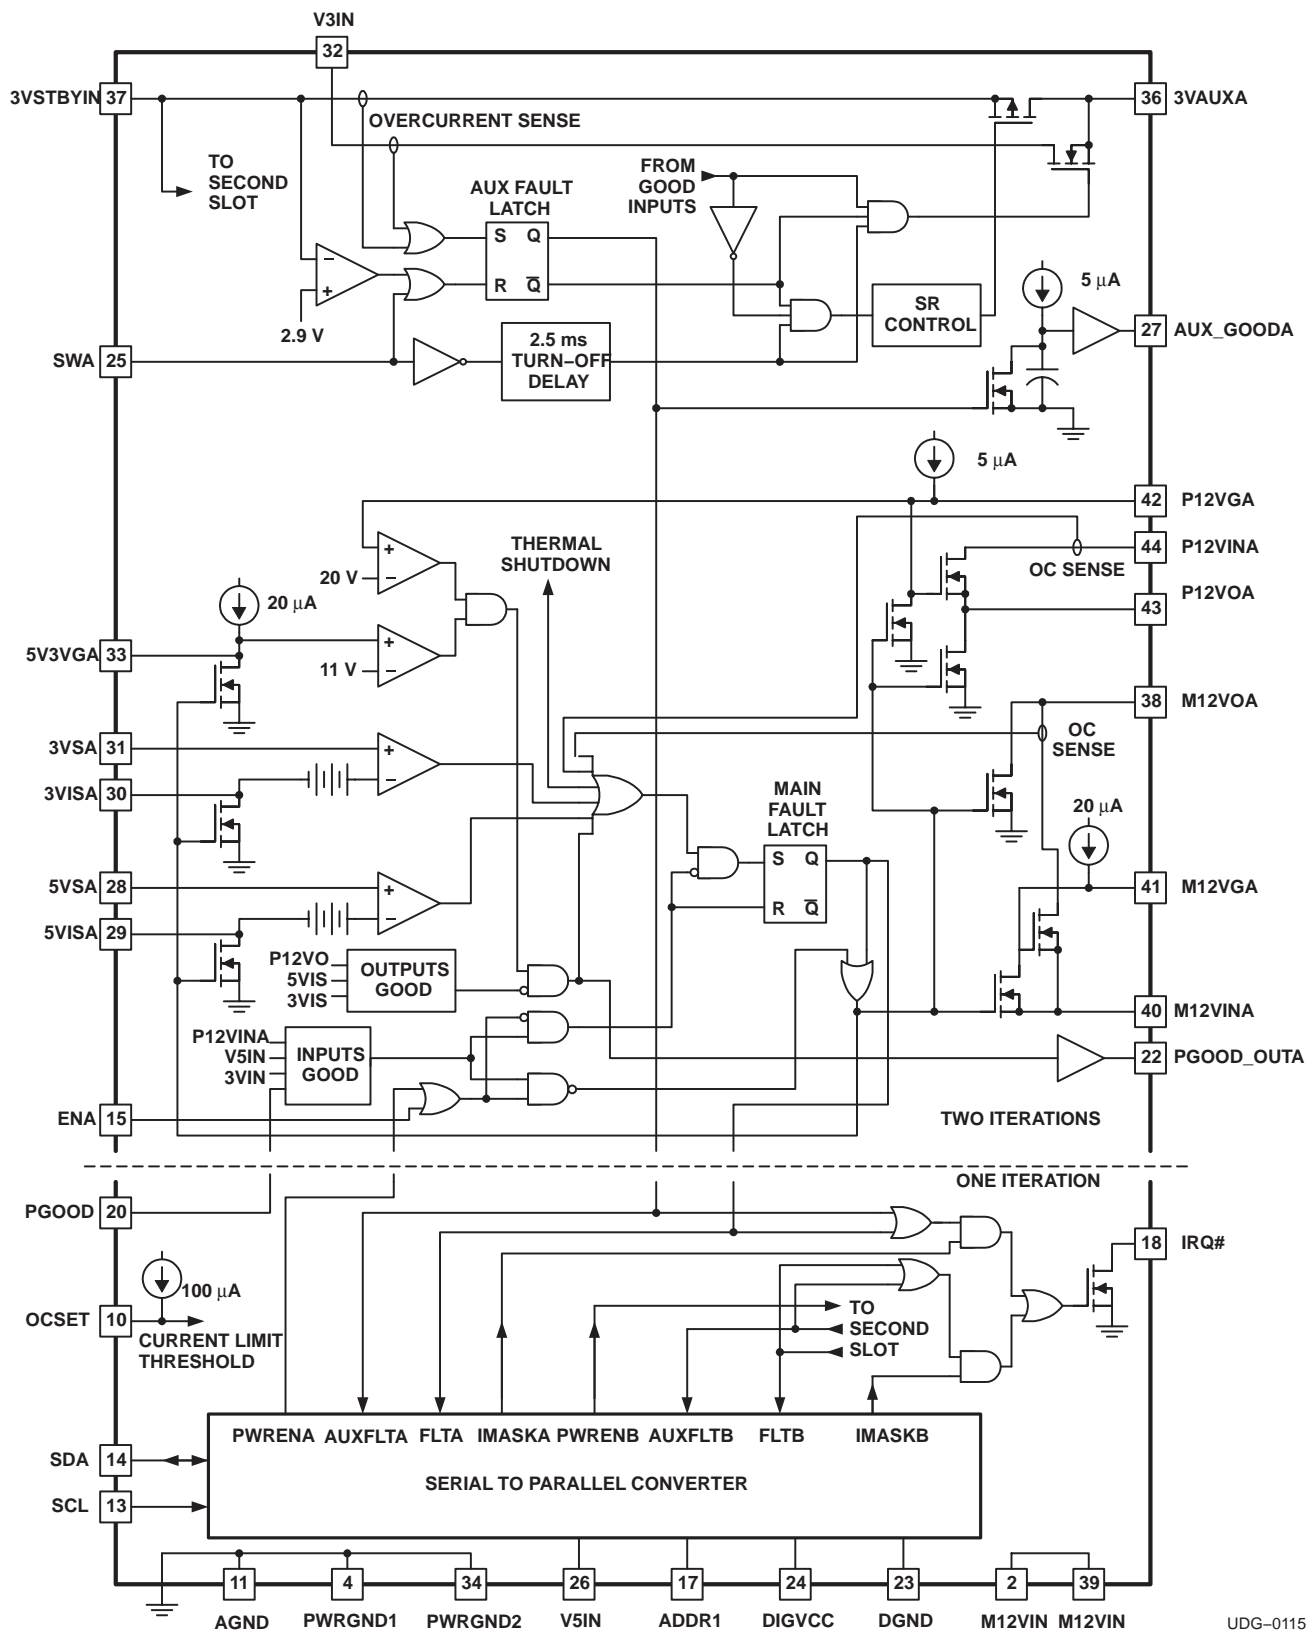 V3IN
32
3VSTBYIN 37
36 3VAUXA
OVERCURRENT SENSE
TO
SECOND
SLOT
FROM
GOOD
INPUTS
AUX FAULT
LATCH
S Q
R Q̅
2.9 V
5 μA
SR
CONTROL
27 AUX_GOODA
SWA 25
2.5 ms
TURN–OFF
DELAY
5 μA
42 P12VGA
THERMAL
SHUTDOWN
44 P12VINA
OC SENSE
20 V
20 μA
P12VOA
43
5V3VGA 33
11 V
38 M12VOA
OC
SENSE
3VSA 31
3VISA 30
MAIN
FAULT
LATCH
20 μA
S Q
R Q̅
5VSA 28
41 M12VGA
5VISA 29
P12VO
5VIS
3VIS
OUTPUTS
GOOD
40 M12VINA
P12VINA
V5IN
3VIN
INPUTS
GOOD
22 PGOOD_OUTA
ENA 15
TWO ITERATIONS
ONE ITERATION
PGOOD 20
18 IRQ#
100 μA
OCSET 10
CURRENT LIMIT
THRESHOLD
TO
SECOND
SLOT
PWRENA AUXFLTA FLTA IMASKA PWRENB AUXFLTB FLTB IMASKB
SDA 14
SERIAL TO PARALLEL CONVERTER
SCL 13
11 4 34 26 17 24 23 2 39
AGND PWRGND1 PWRGND2 V5IN ADDR1 DIGVCC DGND M12VIN M12VIN
UDG–0115